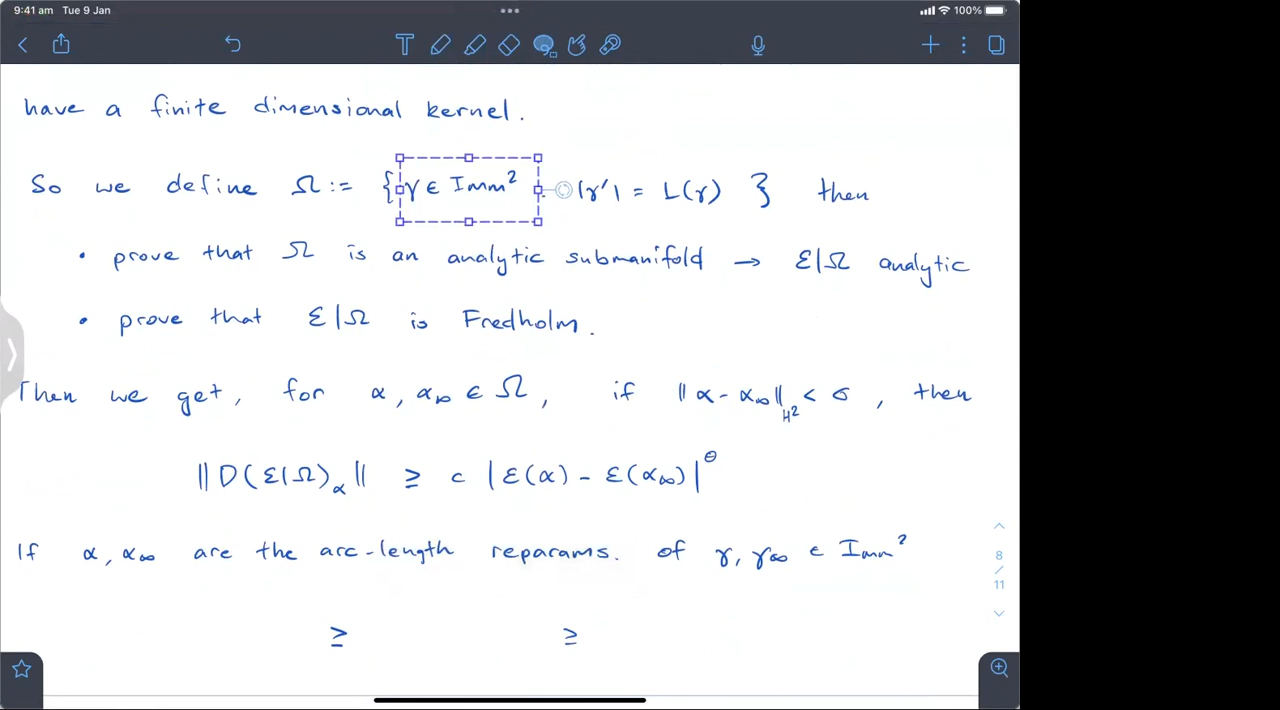 9:41 am Tue 9 Jan
100%
have a finite dimensional kernel.
So we define Ω := {γ ∈ Imm² |γ'| = L(γ) } then
• prove that Ω is an analytic submanifold → Ɛ|Ω analytic
• prove that Ɛ|Ω is Fredholm.
Then we get, for α, α∞ ∈ Ω, if ‖α - α∞‖_H² < σ, then
‖D(Ɛ|Ω)_α‖ ≥ c |Ɛ(α) - Ɛ(α∞)|^θ
If α, α∞ are the arc-length reparams. of γ, γ∞ ∈ Imm²
≥ ≥
8
/
11